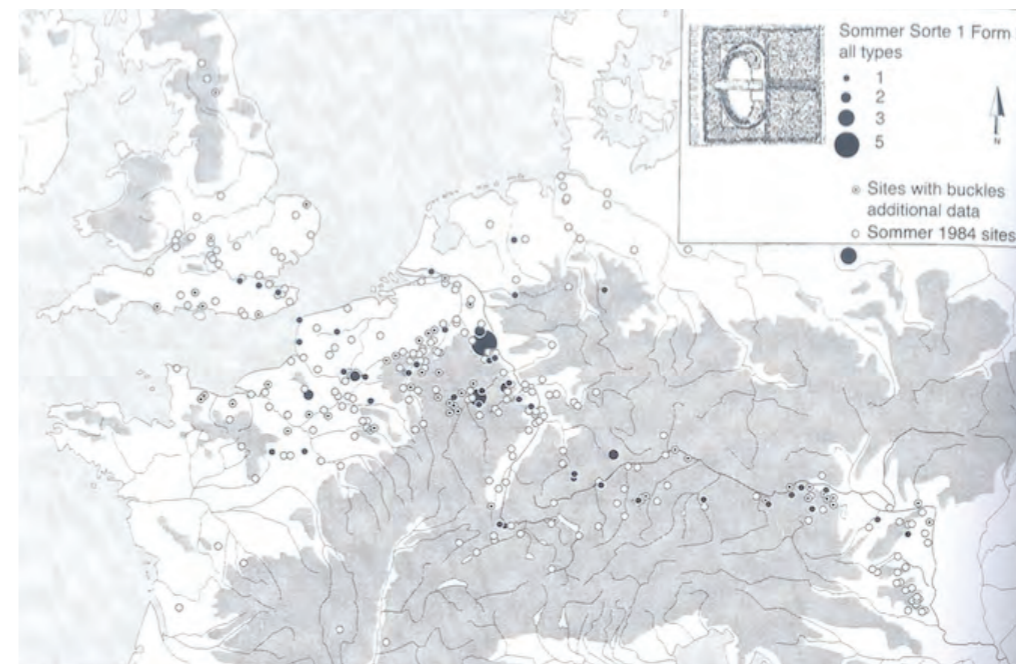 Sommer Sorte 1 Form
all types
1
2
3
5
N
Sites with buckles
additional data
Sommer 1984 sites